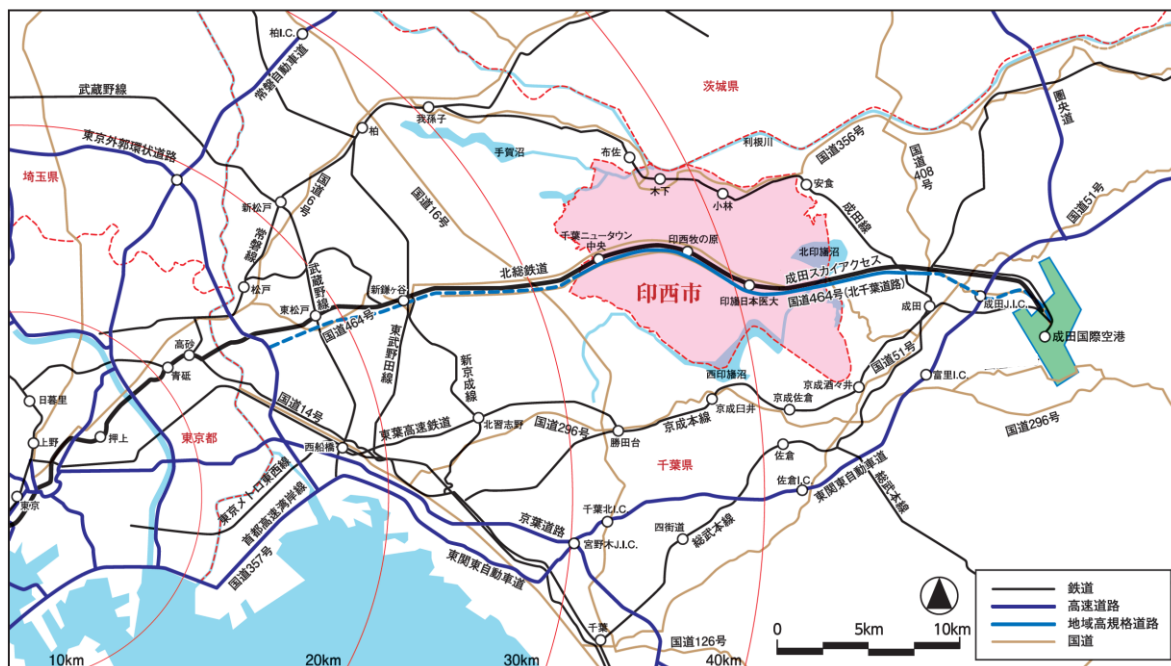 柏I.C.
常磐自動車道
武蔵野線
茨城県
圏央道
我孫子
柏
東京外郭環状道路
手賀沼
利根川
国道356号
布佐
埼玉県
国道6号
国道16号
国道408号
木下
安食
小林
国道51号
新松戸
成田線
常磐線
千葉ニュータウン
中央
印西牧の原
北印旛沼
北総鉄道
成田スカイアクセス
松戸
武蔵野線
新鎌ヶ谷
印西市
印旛日本医大
国道464号(北千葉道路)
成田J.I.C.
東松戸
国道464号
成田
成田国際空港
高砂
東武野田線
青砥
新京成線
国道51号
西印旛沼
京成酒々井
富里I.C.
日暮里
国道14号
京成臼井
京成佐倉
京成本線
上野
押上
東京都
東葉高速鉄道
北習志野
国道296号
勝田台
国道296号
西船橋
千葉県
佐倉
東京メトロ東西線
東京
首都高速湾岸線
佐倉I.C.
東関東自動車道
総武本線
京葉道路
千葉北I.C.
四街道
総武本線
国道357号
宮野木J.I.C.
東関東自動車道
鉄道
高速道路
地域高規格道路
国道
千葉
国道126号
0 5km 10km
10km
20km
30km
40km